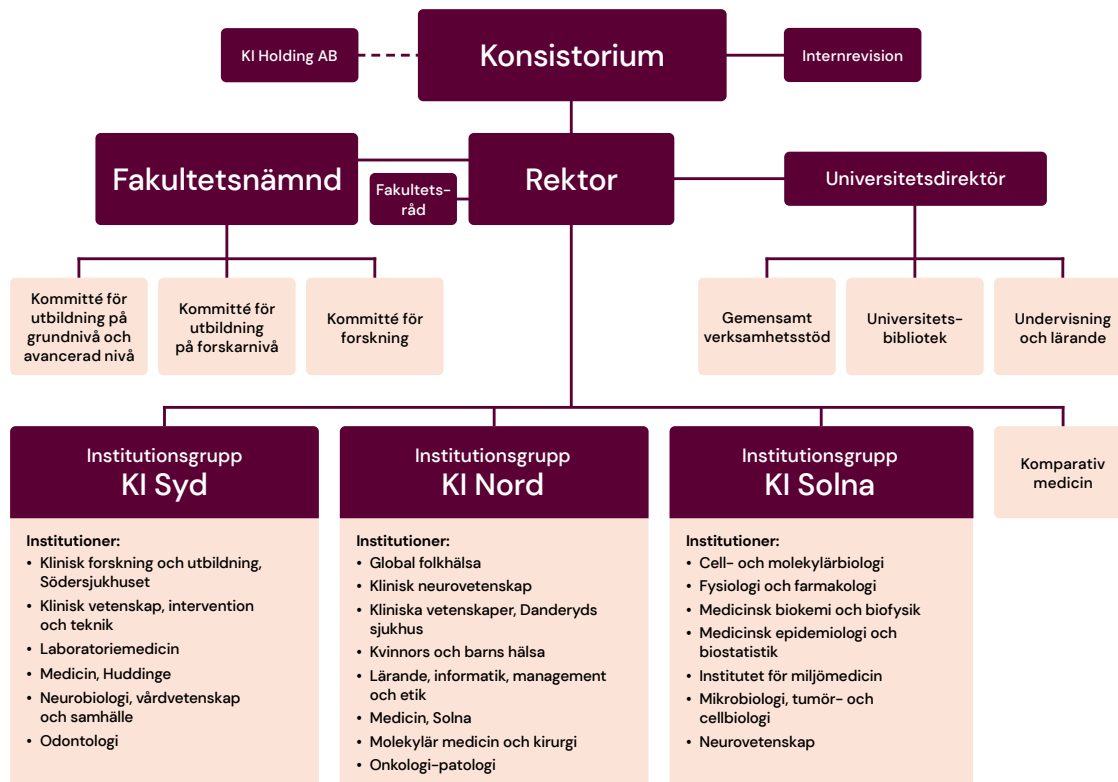 KI Holding AB
Konsistorium
Internrevision
Fakultetsnämnd
Fakultets-
råd
Rektor
Universitetsdirektör
Kommitté för
utbildning på
grundnivå och
avancerad nivå
Kommitté för
utbildning
på forskarnivå
Kommitté för
forskning
Gemensamt
verksamhetsstöd
Universitets-
bibliotek
Undervisning
och lärande
Institutionsgrupp
KI Syd
Institutioner:
• Klinisk forskning och utbildning,
Södersjukhuset
• Klinisk vetenskap, intervention
och teknik
• Laboratoriemedicin
• Medicin, Huddinge
• Neurobiologi, vårdvetenskap
och samhälle
• Odontologi
Institutionsgrupp
KI Nord
Institutioner:
• Global folkhälsa
• Klinisk neurovetenskap
• Kliniska vetenskaper, Danderyds
sjukhus
• Kvinnors och barns hälsa
• Lärande, informatik, management
och etik
• Medicin, Solna
• Molekylär medicin och kirurgi
• Onkologi-patologi
Institutionsgrupp
KI Solna
Institutioner:
• Cell- och molekylärbiologi
• Fysiologi och farmakologi
• Medicinsk biokemi och biofysik
• Medicinsk epidemiologi och
biostatistik
• Institutet för miljömedicin
• Mikrobiologi, tumör- och
cellbiologi
• Neurovetenskap
Komparativ
medicin